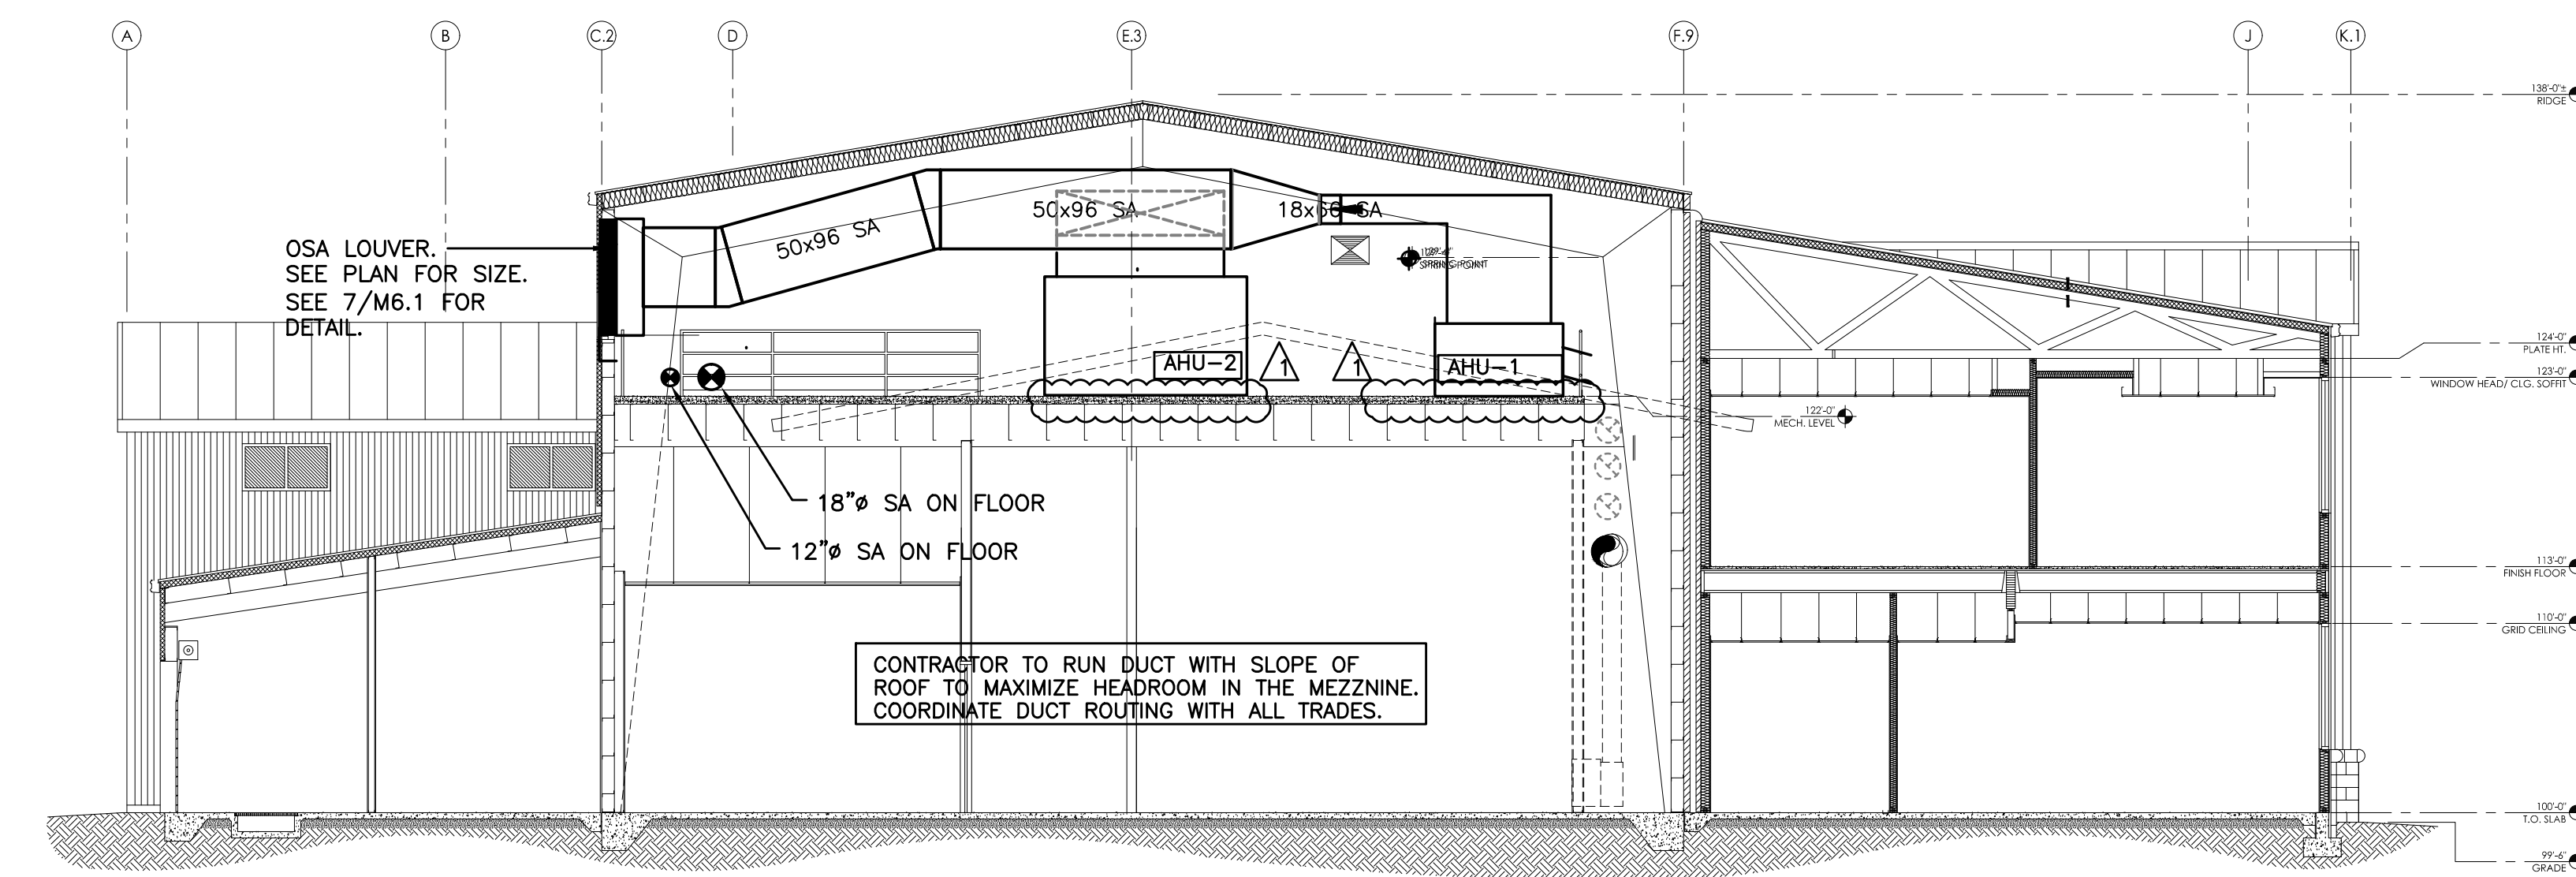 A
B
C.2
D
E.3
F.9
J
K.1
138'-0"±
RIDGE
OSA LOUVER.
SEE PLAN FOR SIZE.
SEE 7/M6.1 FOR
DETAIL.
50x96 SA
50x96 SA
18x66 SA
SPRING POINT
AHU-2
1
1
AHU-1
124'-0"
PLATE HT.
123'-0"
WINDOW HEAD/ CLG. SOFFIT
122'-0"
MECH. LEVEL
18"ø SA ON FLOOR
12"ø SA ON FLOOR
113'-0"
FINISH FLOOR
110'-0"
GRID CEILING
CONTRACTOR TO RUN DUCT WITH SLOPE OF
ROOF TO MAXIMIZE HEADROOM IN THE MEZZNINE.
COORDINATE DUCT ROUTING WITH ALL TRADES.
100'-0"
T.O. SLAB
99'-6"
GRADE